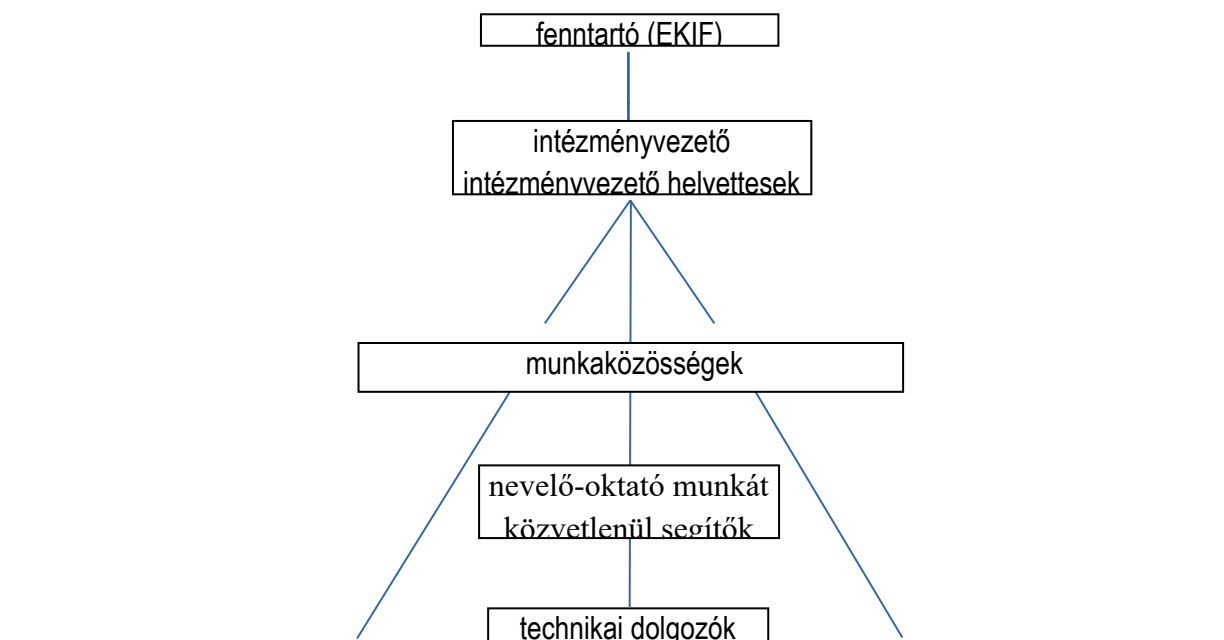 fenntartó (EKIF)
intézményvezető
intézményvezető helyettesek
munkaközösségek
nevelő-oktató munkát
közvetlenül segítők
technikai dolgozók